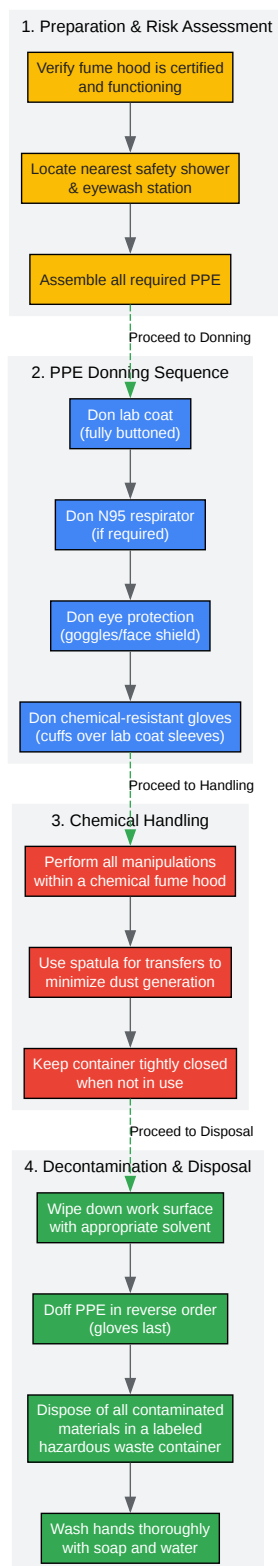 1. Preparation & Risk Assessment
Verify fume hood is certified
and functioning
Locate nearest safety shower
& eyewash station
Assemble all required PPE
Proceed to Donning
2. PPE Donning Sequence
Don lab coat
(fully buttoned)
Don N95 respirator
(if required)
Don eye protection
(goggles/face shield)
Don chemical-resistant gloves
(cuffs over lab coat sleeves)
Proceed to Handling
3. Chemical Handling
Perform all manipulations
within a chemical fume hood
Use spatula for transfers to
minimize dust generation
Keep container tightly closed
when not in use
Proceed to Disposal
4. Decontamination & Disposal
Wipe down work surface
with appropriate solvent
Doff PPE in reverse order
(gloves last)
Dispose of all contaminated
materials in a labeled
hazardous waste container
Wash hands thoroughly
with soap and water